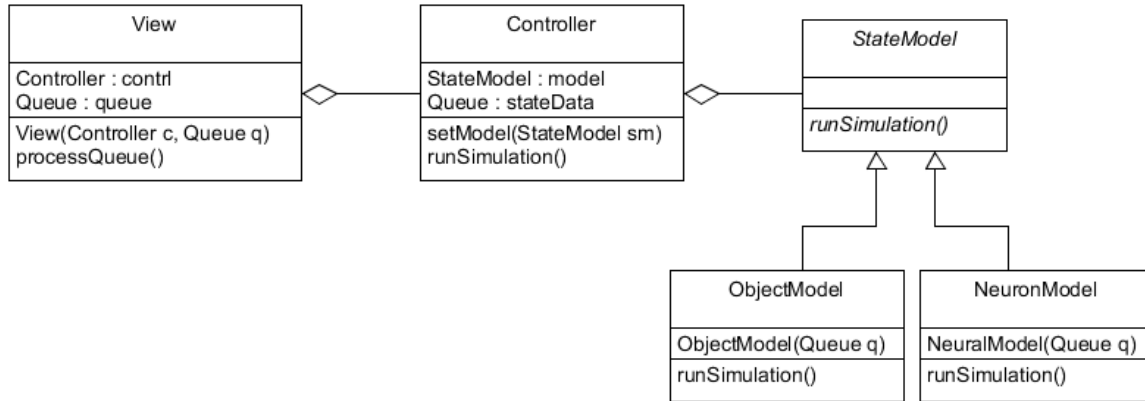 View
Controller : contrl
Queue : queue
View(Controller c, Queue q)
processQueue()
Controller
StateModel : model
Queue : stateData
setModel(StateModel sm)
runSimulation()
StateModel
runSimulation()
ObjectModel
ObjectModel(Queue q)
runSimulation()
NeuronModel
NeuralModel(Queue q)
runSimulation()